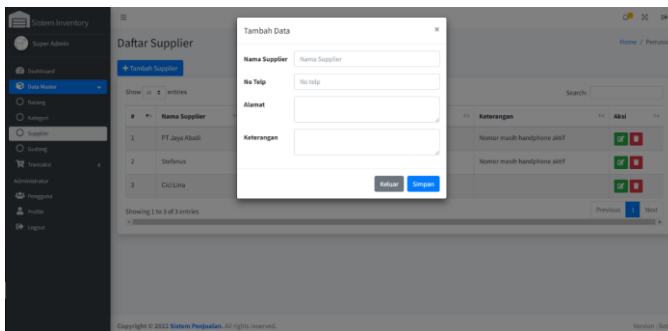 Sistem Inventory
Super Admin
Dashboard
Data Master
Barang
Kategori
Supplier
Gudang
Transaksi
Administrator
Pengguna
Profile
Logout
Daftar Supplier
Home /
+ Tambah Supplier
Show 10 entries
Search:
# Nama Supplier Keterangan Aksi
1 PT Jaya Abadi Nomor masih handphone aktif
2 Stefanus Nomor masih handphone aktif
3 Cici Lina
Showing 1 to 3 of 3 entries
Previous 1 Next
Tambah Data ×
Nama Supplier Nama Supplier
No Telp No telp
Alamat
Keterangan
Keluar Simpan
Copyright © 2022 Sistem Penjualan. All rights reserved.
Version